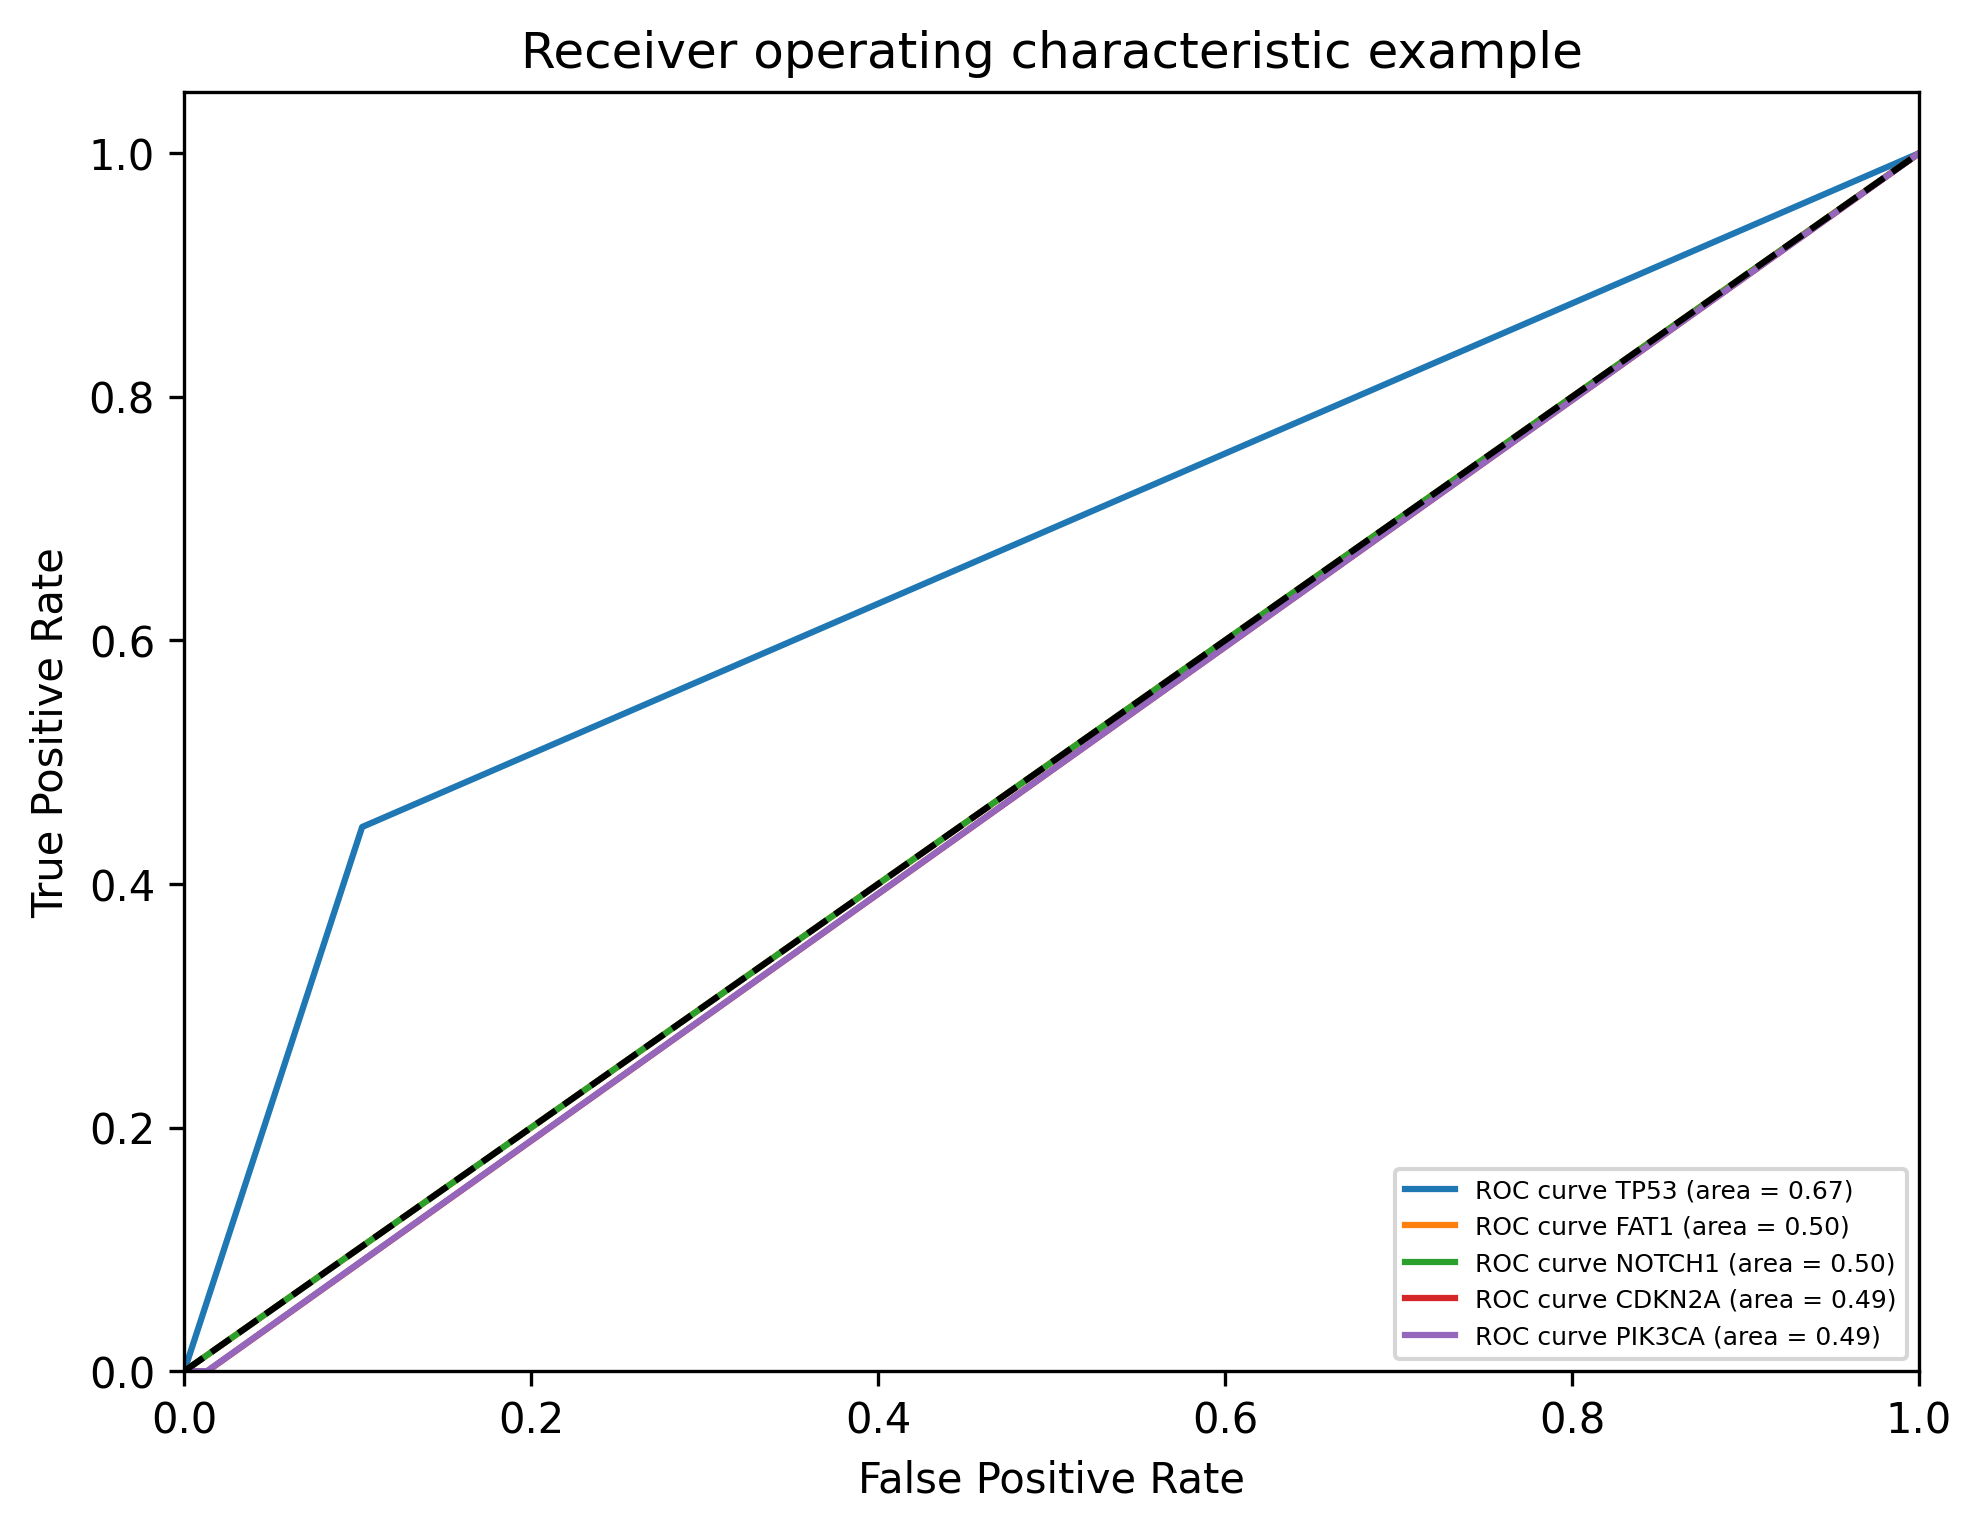 Receiver operating characteristic example
1.0
0.8
0.6
0.4
0.2
0.0
True Positive Rate
ROC curve TP53 (area = 0.67)
ROC curve FAT1 (area = 0.50)
ROC curve NOTCH1 (area = 0.50)
ROC curve CDKN2A (area = 0.49)
ROC curve PIK3CA (area = 0.49)
0.0 0.2 0.4 0.6 0.8 1.0
False Positive Rate